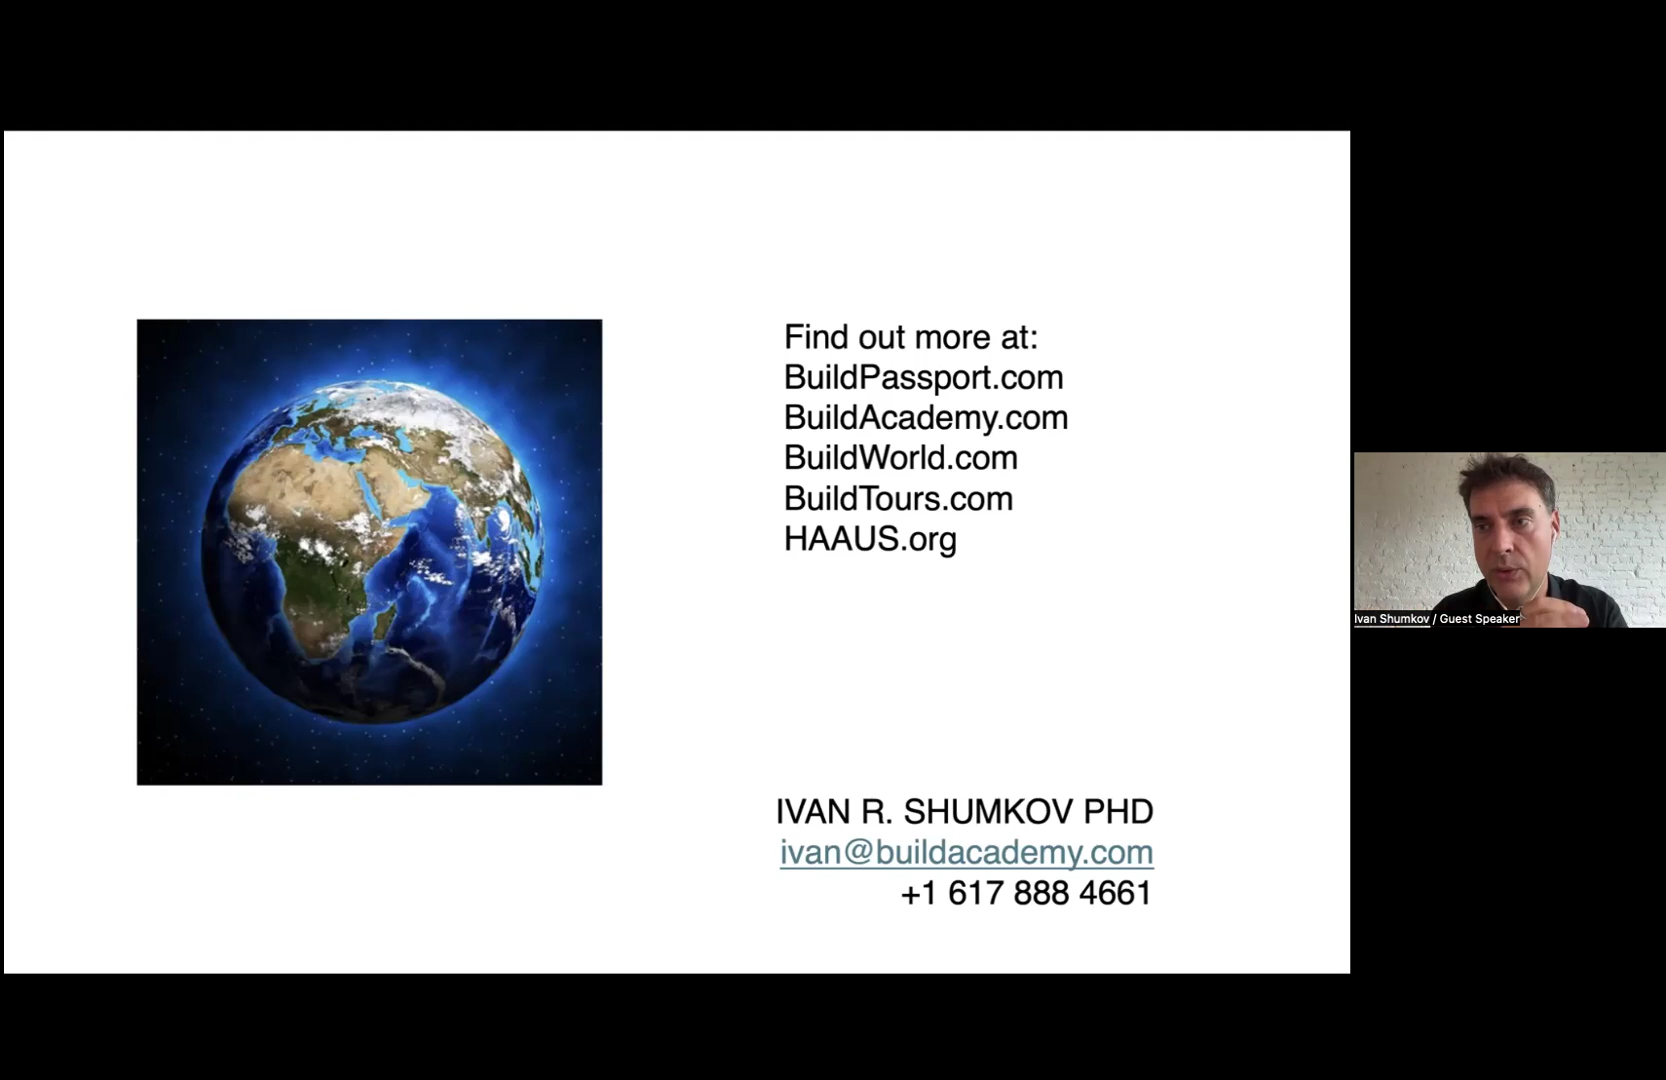 Find out more at:
BuildPassport.com
BuildAcademy.com
BuildWorld.com
BuildTours.com
HAAUS.org
IVAN R. SHUMKOV PHD
ivan@buildacademy.com
+1 617 888 4661
Ivan Shumkov / Guest Speaker